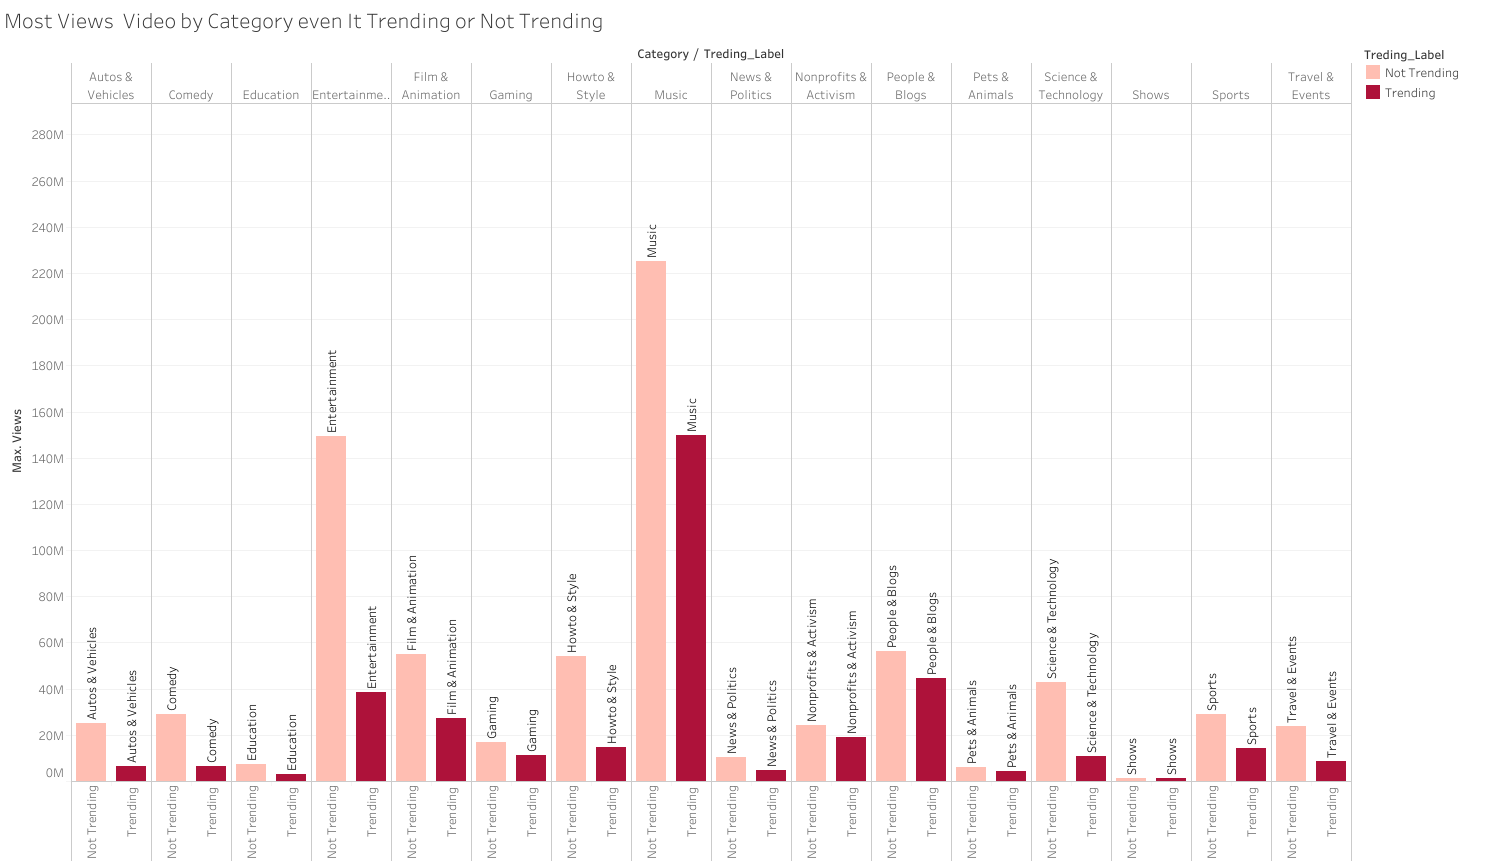 Most Views  Video by Category even It Trending or Not Trending
Category / Treding_Label
Autos &
Vehicles
Comedy
Education
Entertainme..
Film &
Animation
Gaming
Howto &
Style
Music
News &
Politics
Nonprofits &
Activism
People &
Blogs
Pets &
Animals
Science &
Technology
Shows
Sports
Travel &
Events
Treding_Label
Not Trending
Trending
Max. Views
280M
260M
240M
220M
200M
180M
160M
140M
120M
100M
80M
60M
40M
20M
0M
Autos & Vehicles
Autos & Vehicles
Comedy
Comedy
Education
Education
Entertainment
Entertainment
Film & Animation
Film & Animation
Gaming
Gaming
Howto & Style
Howto & Style
Music
Music
News & Politics
News & Politics
Nonprofits & Activism
Nonprofits & Activism
People & Blogs
People & Blogs
Pets & Animals
Pets & Animals
Science & Technology
Science & Technology
Shows
Shows
Sports
Sports
Travel & Events
Travel & Events
Not Trending
Trending
Not Trending
Trending
Not Trending
Trending
Not Trending
Trending
Not Trending
Trending
Not Trending
Trending
Not Trending
Trending
Not Trending
Trending
Not Trending
Trending
Not Trending
Trending
Not Trending
Trending
Not Trending
Trending
Not Trending
Trending
Not Trending
Trending
Not Trending
Trending
Not Trending
Trending